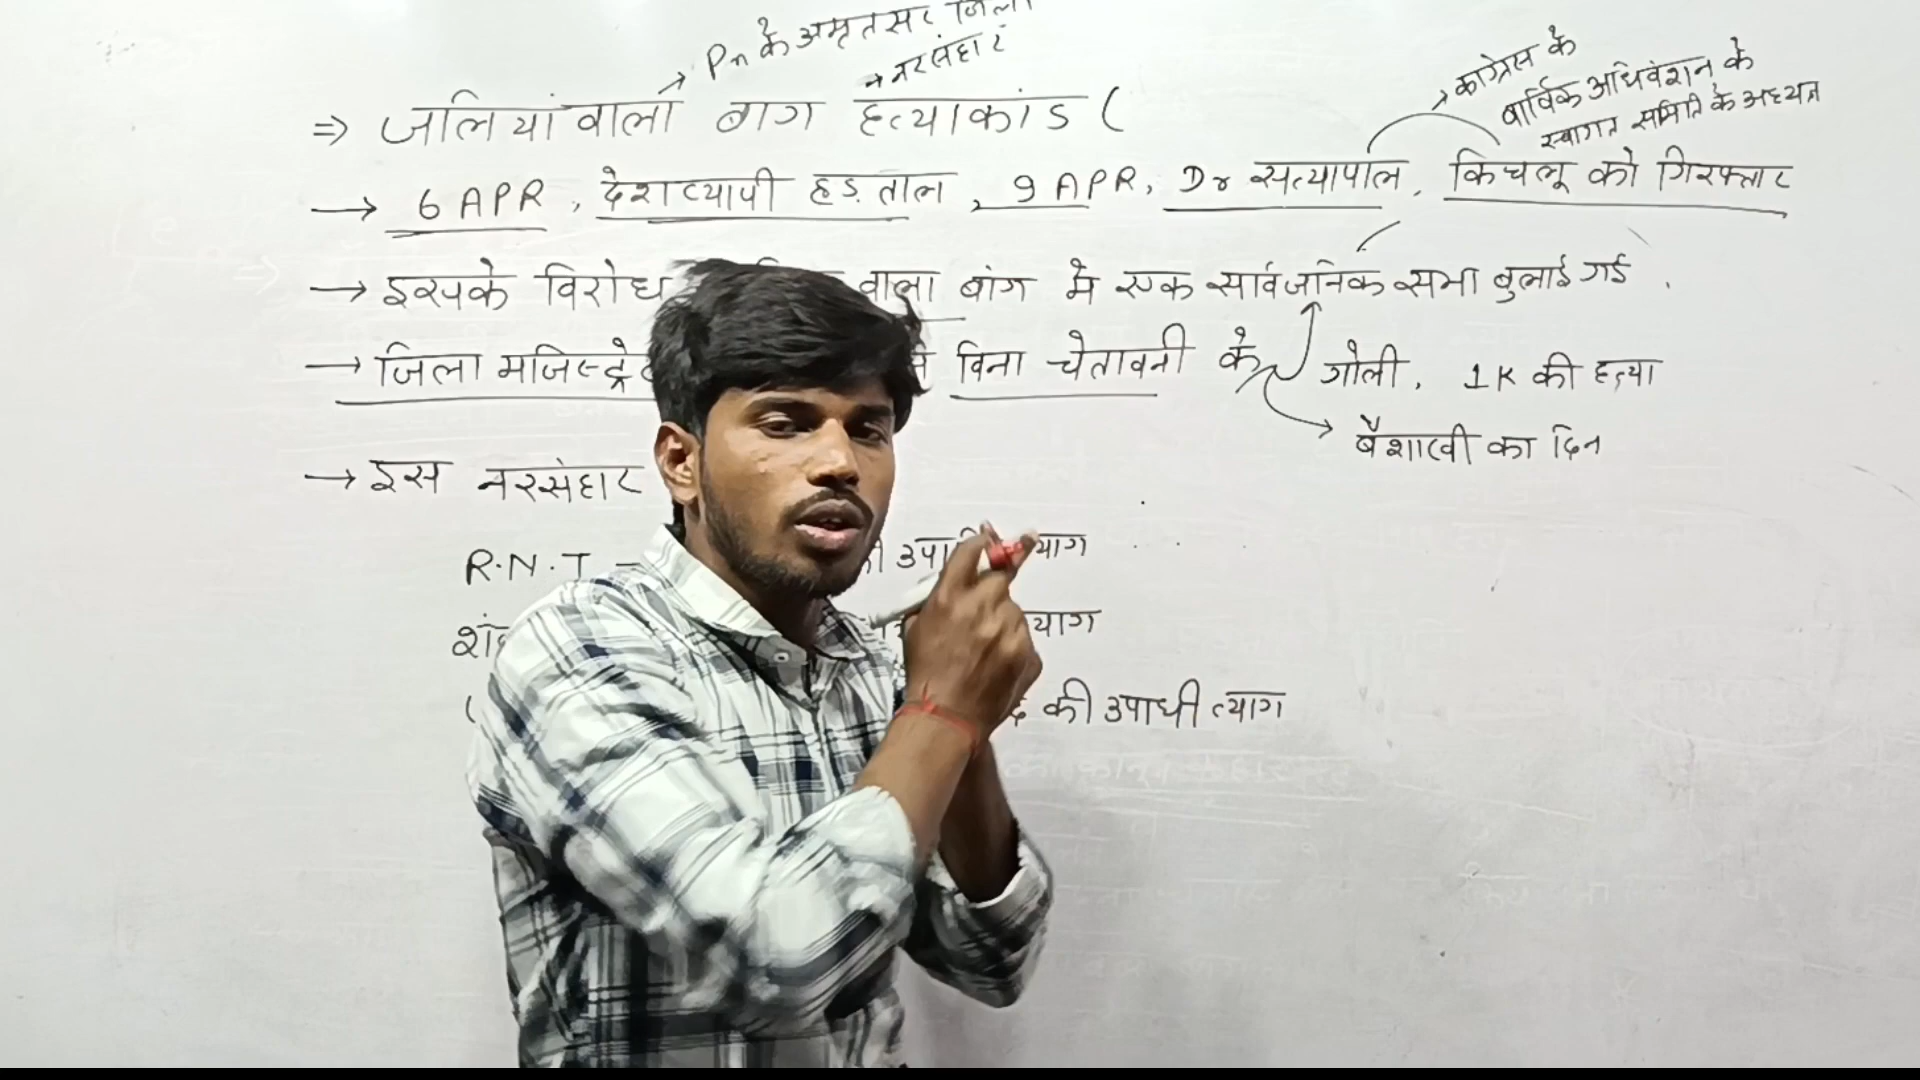 → Pn के अमृतसर जिला
→ नरसंहार
⇒ जलियांवाला बाग हत्याकांड (
→ काग्रेस के
वार्षिक अधिवेशन के
स्वागत समिति के अध्यक्ष
→ 6 APR, देशव्यापी हड़ताल, 9 APR, Dr सत्यापाल, किचलू को गिरफ्तार
→ इसके विरोध वाला बाग मे एक सार्वजनिक सभा बुलाई गई.
→ जिला मजिस्ट्रेट बिना चेतावनी के गोली, 1K की हत्या
→ बैशाखी का दिन
→ इस नरसंहार
R.N.T - की उपाधि त्याग
त्याग
की उपाधी त्याग